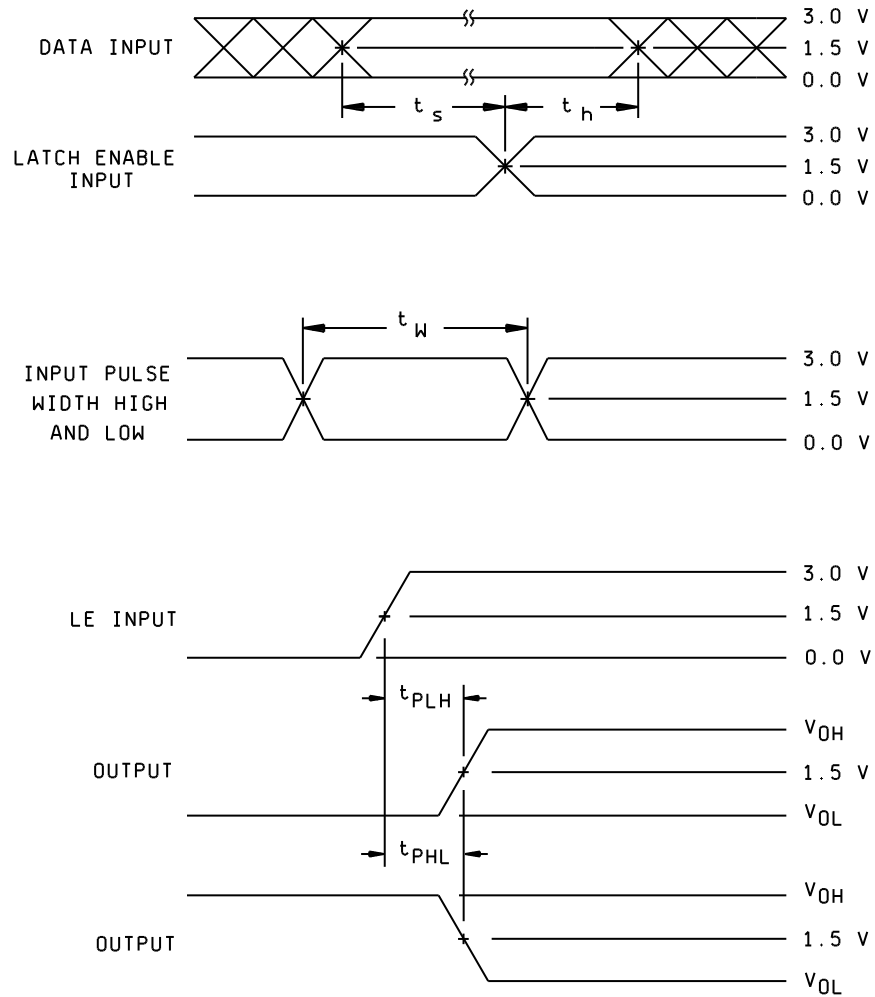 3.0 V
DATA INPUT
1.5 V
0.0 V
t s
t h
3.0 V
LATCH ENABLE
INPUT
1.5 V
0.0 V
t W
3.0 V
INPUT PULSE
WIDTH HIGH
AND LOW
1.5 V
0.0 V
3.0 V
LE INPUT
1.5 V
0.0 V
tPLH
VOH
OUTPUT
1.5 V
VOL
tPHL
VOH
OUTPUT
1.5 V
VOL